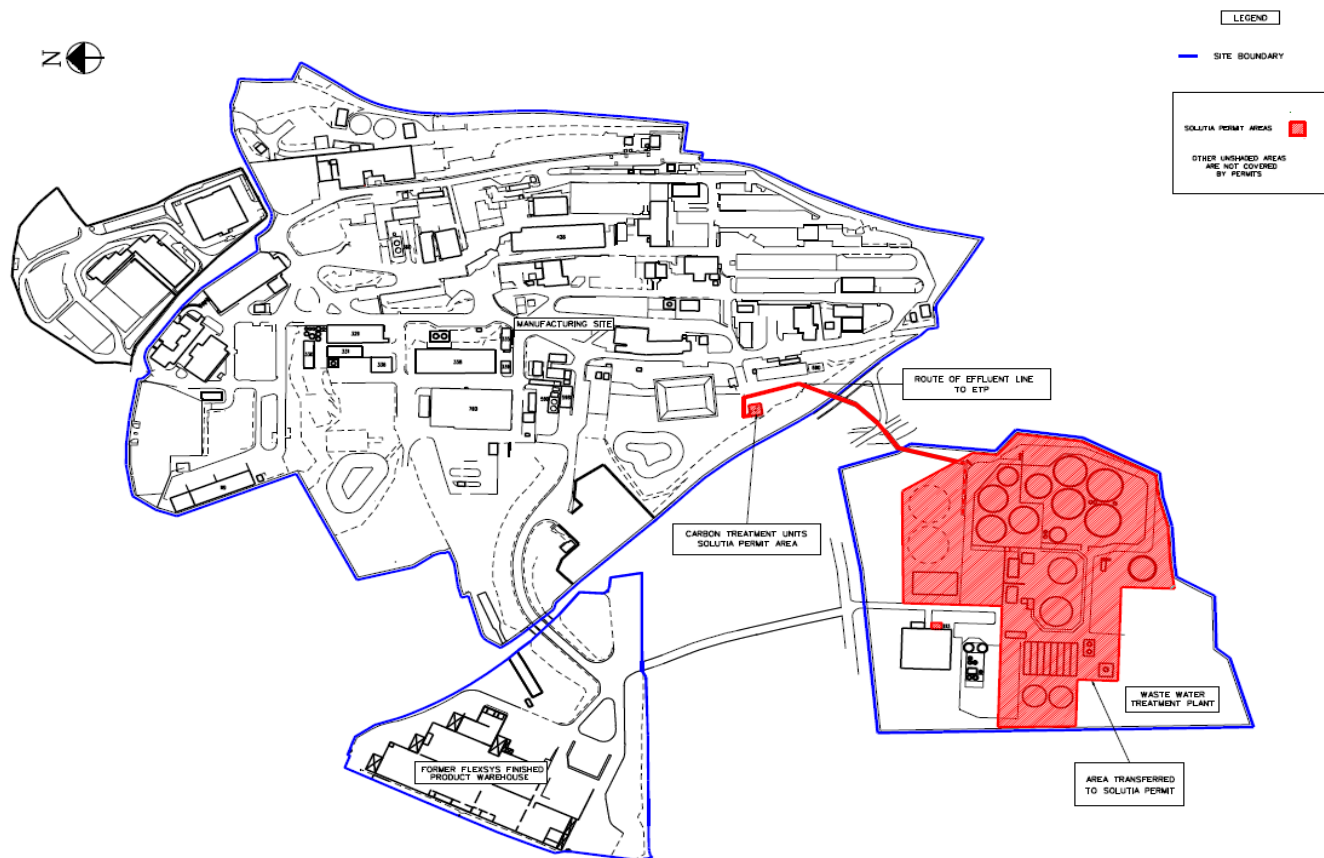 LEGEND
SITE BOUNDARY
SOLUTIA PERMIT AREAS
OTHER UNSHADED AREAS
ARE NOT COVERED
BY PERMITS
N
MANUFACTURING SITE
ROUTE OF EFFLUENT LINE
TO ETP
CARBON TREATMENT UNITS
SOLUTIA PERMIT AREA
WASTE WATER
TREATMENT PLANT
FORMER FLEXSYS FINISHED
PRODUCT WAREHOUSE
AREA TRANSFERRED
TO SOLUTIA PERMIT